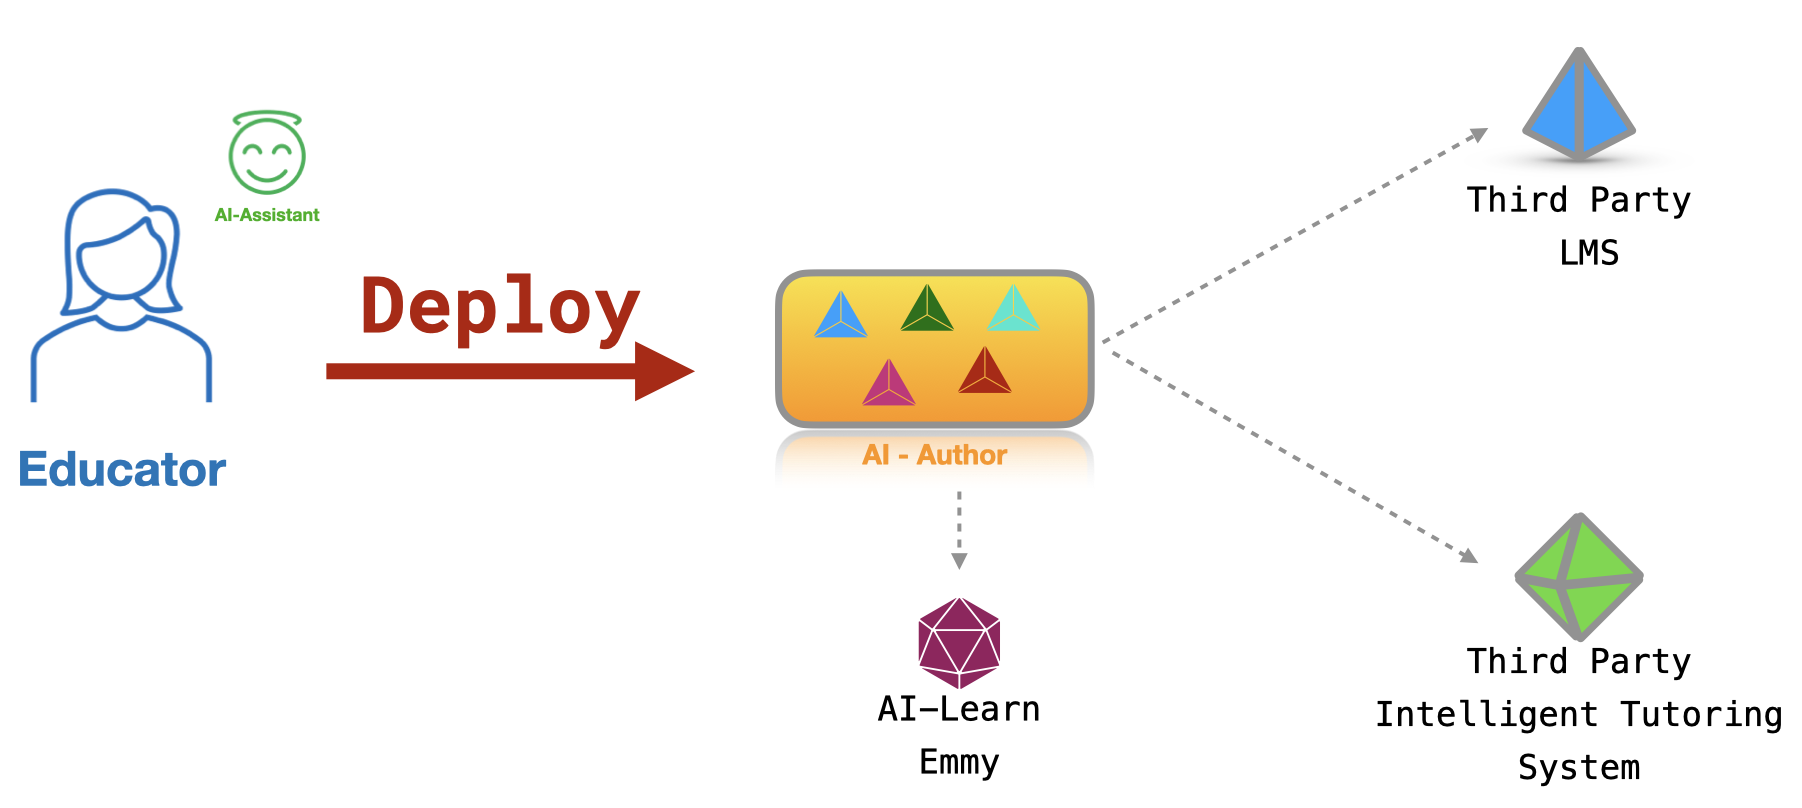 AI-Assistant
Educator
Deploy
AI - Author
AI-Learn
Emmy
Third Party
LMS
Third Party
Intelligent Tutoring
System